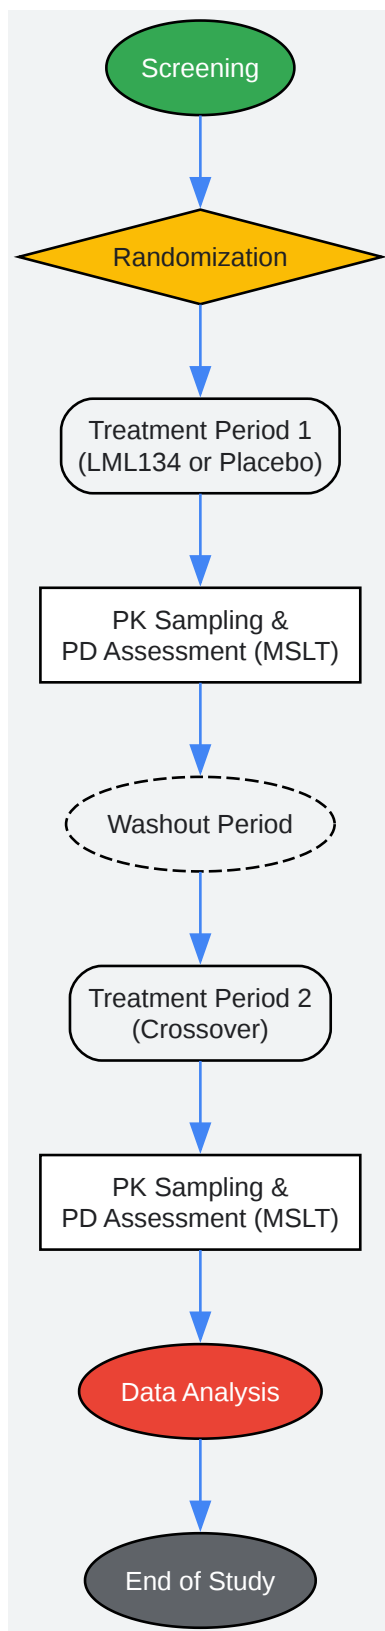 Screening
Randomization
Treatment Period 1
(LML134 or Placebo)
PK Sampling &
PD Assessment (MSLT)
Washout Period
Treatment Period 2
(Crossover)
PK Sampling &
PD Assessment (MSLT)
Data Analysis
End of Study